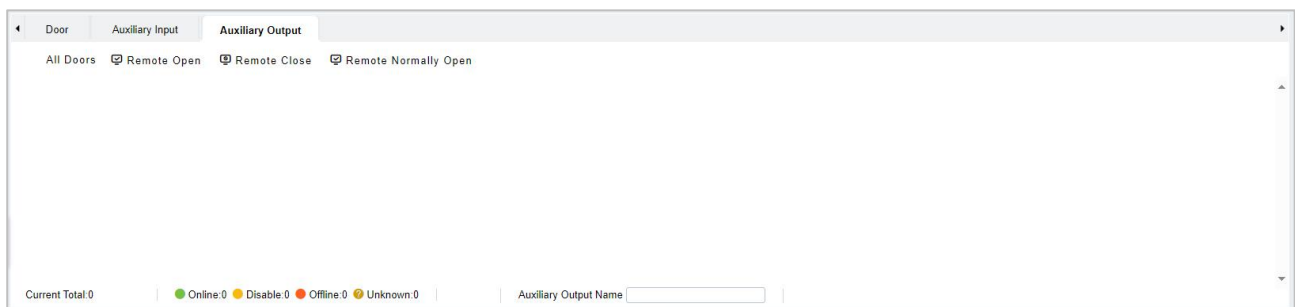 Door Auxiliary Input Auxiliary Output
All Doors Remote Open Remote Close Remote Normally Open
Current Total:0 Online:0 Disable:0 Offline:0 ? Unknown:0 Auxiliary Output Name